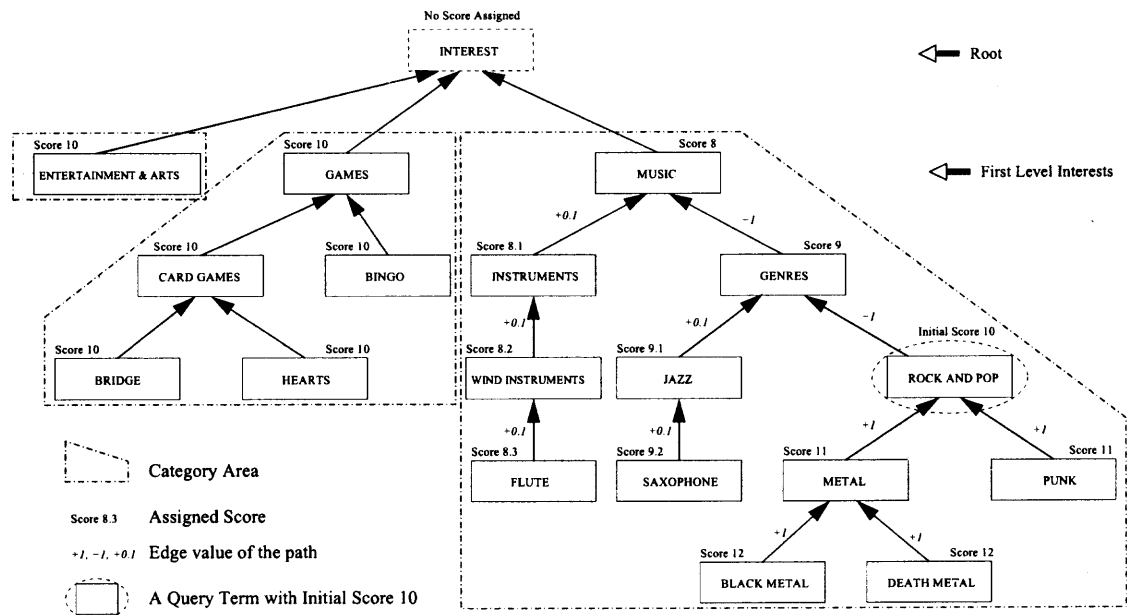 No Score Assigned
INTEREST
Root
Score 10
Score 10
Score 8
ENTERTAINMENT & ARTS
GAMES
MUSIC
First Level Interests
+0.1
−1
Score 10
Score 10
Score 8.1
Score 9
CARD GAMES
BINGO
INSTRUMENTS
GENRES
+0.1
+0.1
−1
Initial Score 10
Score 10
Score 10
Score 8.2
Score 9.1
BRIDGE
HEARTS
WIND INSTRUMENTS
JAZZ
ROCK AND POP
+0.1
+0.1
+1
+1
Score 8.3
Score 9.2
Score 11
Score 11
FLUTE
SAXOPHONE
METAL
PUNK
Category Area
Score 8.3 Assigned Score
+1
+1
+1, −1, +0.1 Edge value of the path
Score 12
Score 12
BLACK METAL
DEATH METAL
A Query Term with Initial Score 10